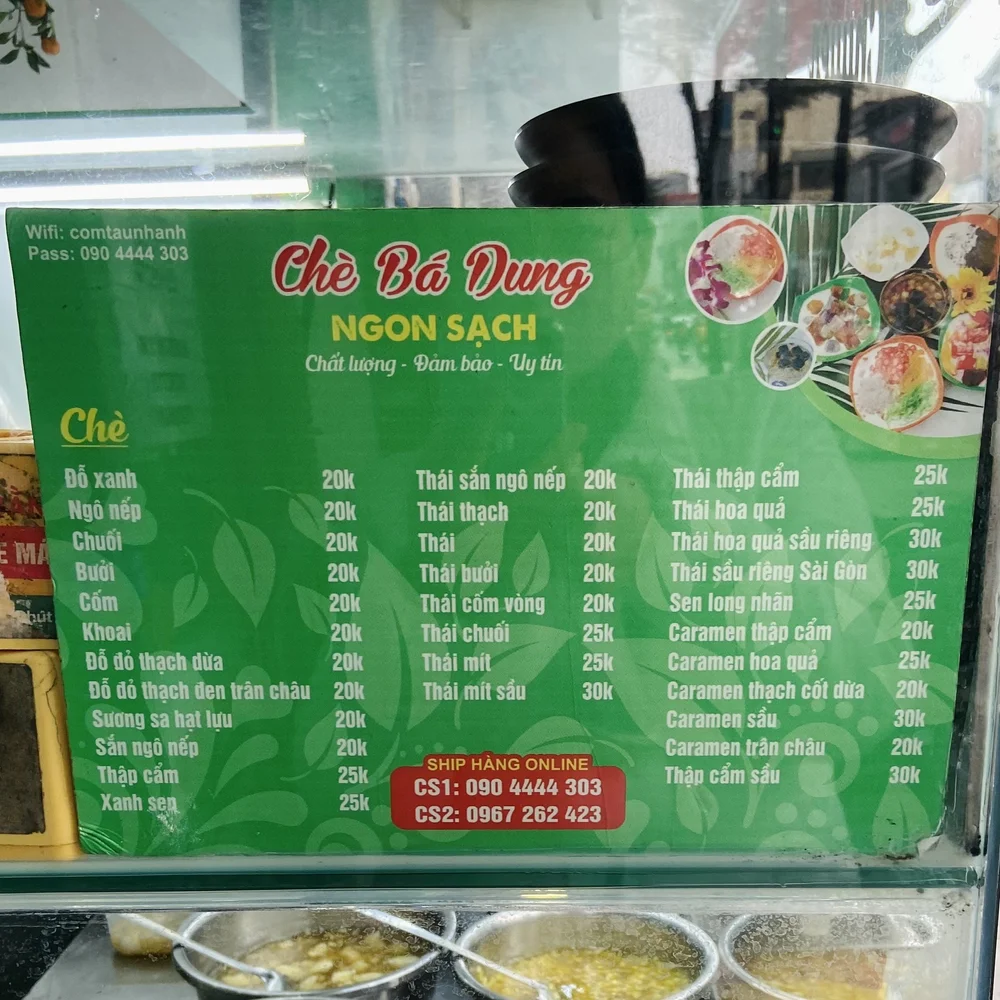 Wifi: comtaunhanh
Pass: 090 4444 303
Chè Bá Dung
NGON SẠCH
Chất lượng - Đảm bảo - Uy tín
Chè
Đỗ xanh 20k
Ngô nếp 20k
Chuối 20k
Bưởi 20k
Cốm 20k
Khoai 20k
Đỗ đỏ thạch dừa 20k
Đỗ đỏ thạch đen trân châu 20k
Sương sa hạt lựu 20k
Sắn ngô nếp 20k
Thập cẩm 25k
Xanh sen 25k
Thái sắn ngô nếp 20k
Thái thạch 20k
Thái 20k
Thái bưởi 20k
Thái cốm vòng 20k
Thái chuối 25k
Thái mít 25k
Thái mít sầu 30k
Thái thập cẩm 25k
Thái hoa quả 25k
Thái hoa quả sầu riêng 30k
Thái sầu riêng Sài Gòn 30k
Sen long nhãn 25k
Caramen thập cẩm 20k
Caramen hoa quả 25k
Caramen thạch cốt dừa 20k
Caramen sầu 30k
Caramen trân châu 20k
Thập cẩm sầu 30k
SHIP HÀNG ONLINE
CS1: 090 4444 303
CS2: 0967 262 423